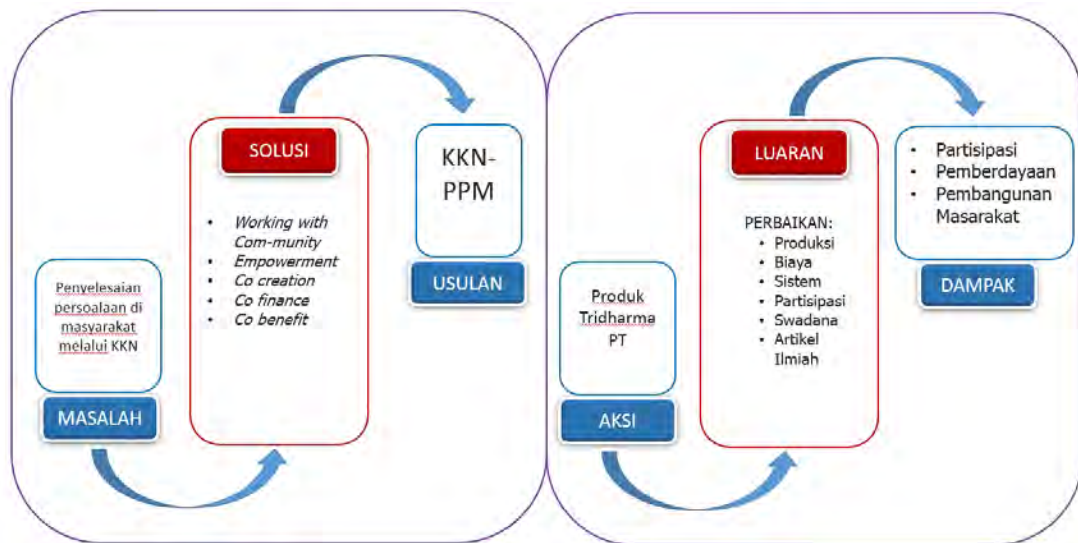 Penyelesaian
persoalaan di
masyarakat
melalui KKN
MASALAH
SOLUSI
• Working with
Com-munity
• Empowerment
• Co creation
• Co finance
• Co benefit
KKN-
PPM
USULAN
Produk
Tridharma
PT
AKSI
LUARAN
PERBAIKAN:
• Produksi
• Biaya
• Sistem
• Partisipasi
• Swadana
• Artikel
Ilmiah
• Partisipasi
• Pemberdayaan
• Pembangunan
Masarakat
DAMPAK